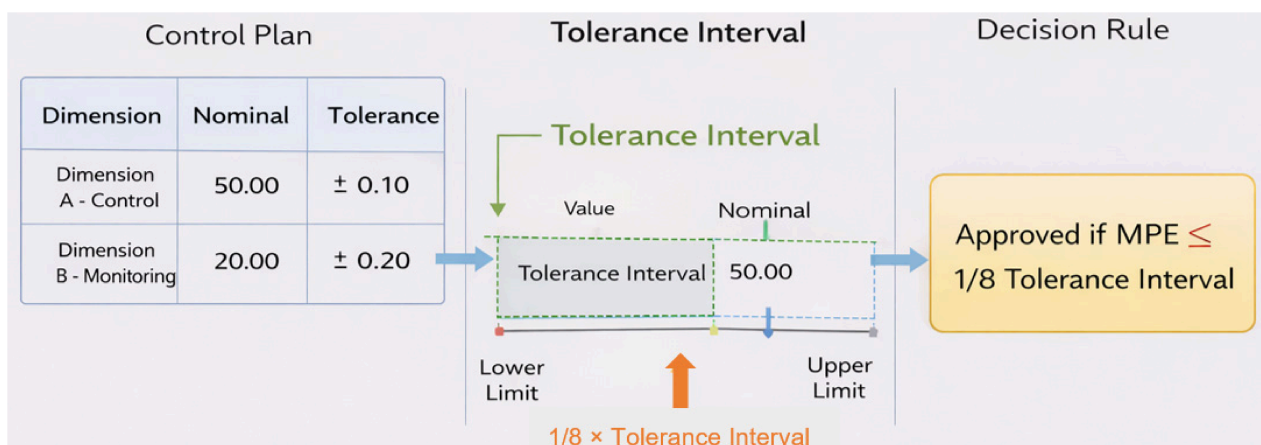 Control Plan
Dimension Nominal Tolerance
Dimension
A - Control
50.00 ± 0.10
Dimension
B - Monitoring
20.00 ± 0.20
Tolerance Interval
Tolerance Interval
Value Nominal
Tolerance Interval 50.00
Lower
Limit
Upper
Limit
1/8 × Tolerance Interval
Decision Rule
Approved if MPE ≤
1/8 Tolerance Interval